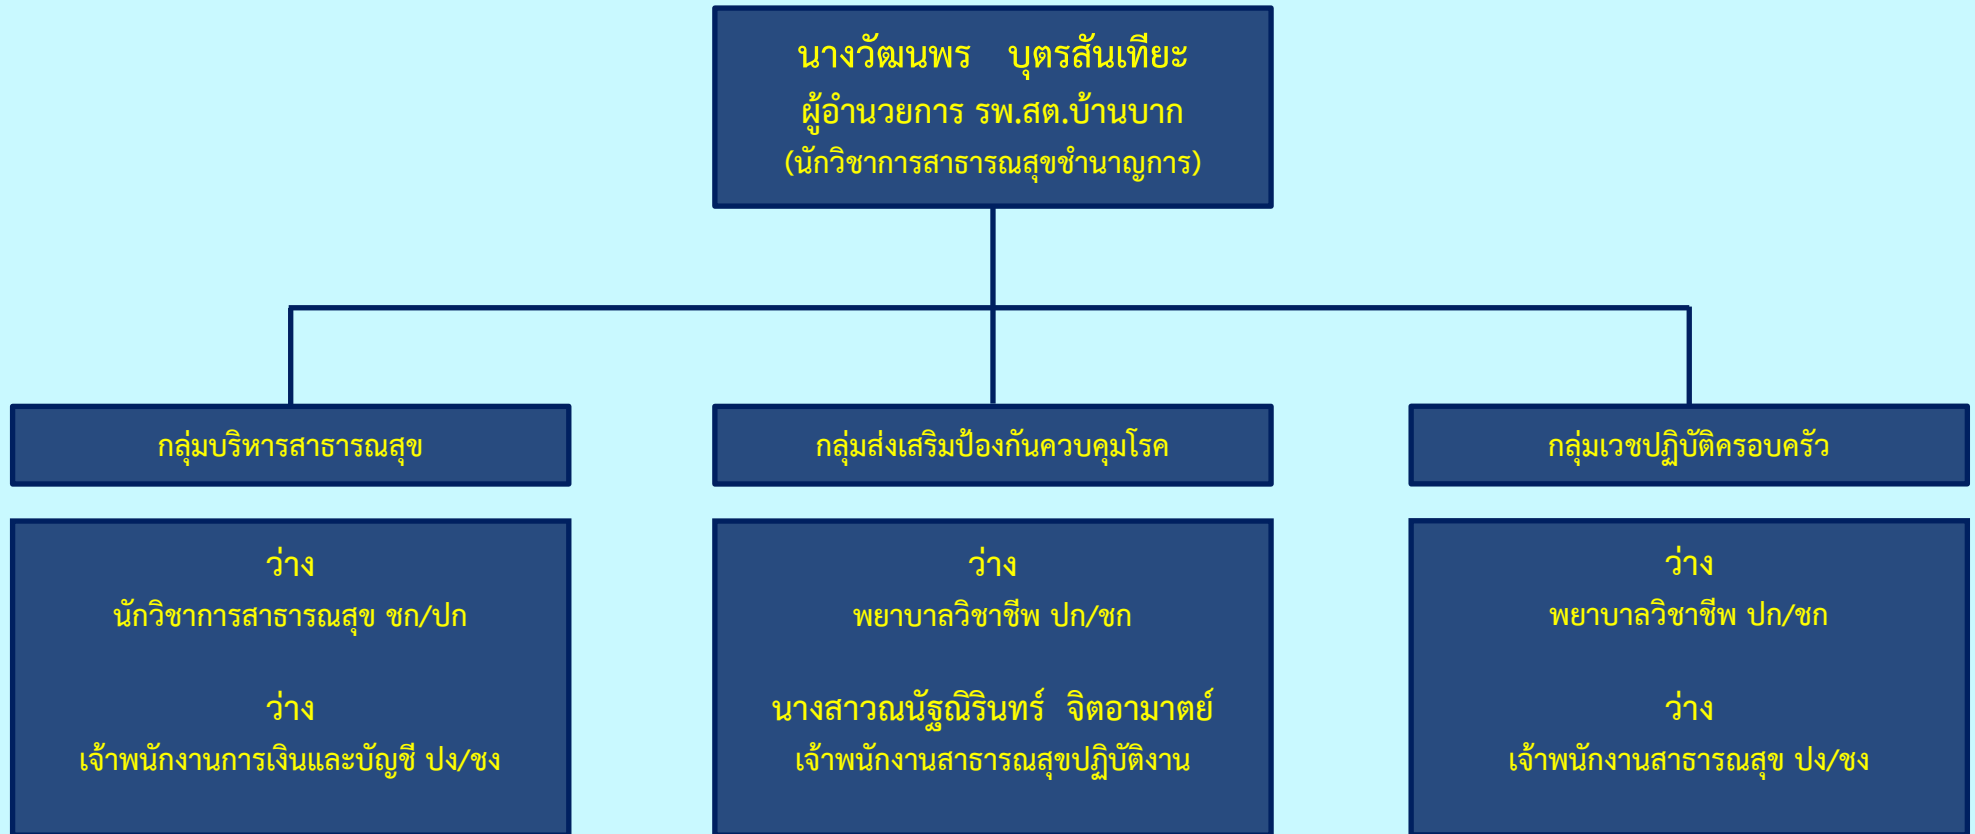 นางวัฒนพร บุตรสันเทียะ
ผู้อำนวยการ รพ.สต.บ้านบาก
(นักวิชาการสาธารณสุขชำนาญการ)
กลุ่มบริหารสาธารณสุข
กลุ่มส่งเสริมป้องกันควบคุมโรค
กลุ่มเวชปฏิบัติครอบครัว
ว่าง
นักวิชาการสาธารณสุข ชก/ปก
ว่าง
เจ้าพนักงานการเงินและบัญชี ปง/ชง
ว่าง
พยาบาลวิชาชีพ ปก/ชก
นางสาวณนัฐณิรินทร์ จิตอามาตย์
เจ้าพนักงานสาธารณสุขปฏิบัติงาน
ว่าง
พยาบาลวิชาชีพ ปก/ชก
ว่าง
เจ้าพนักงานสาธารณสุข ปง/ชง